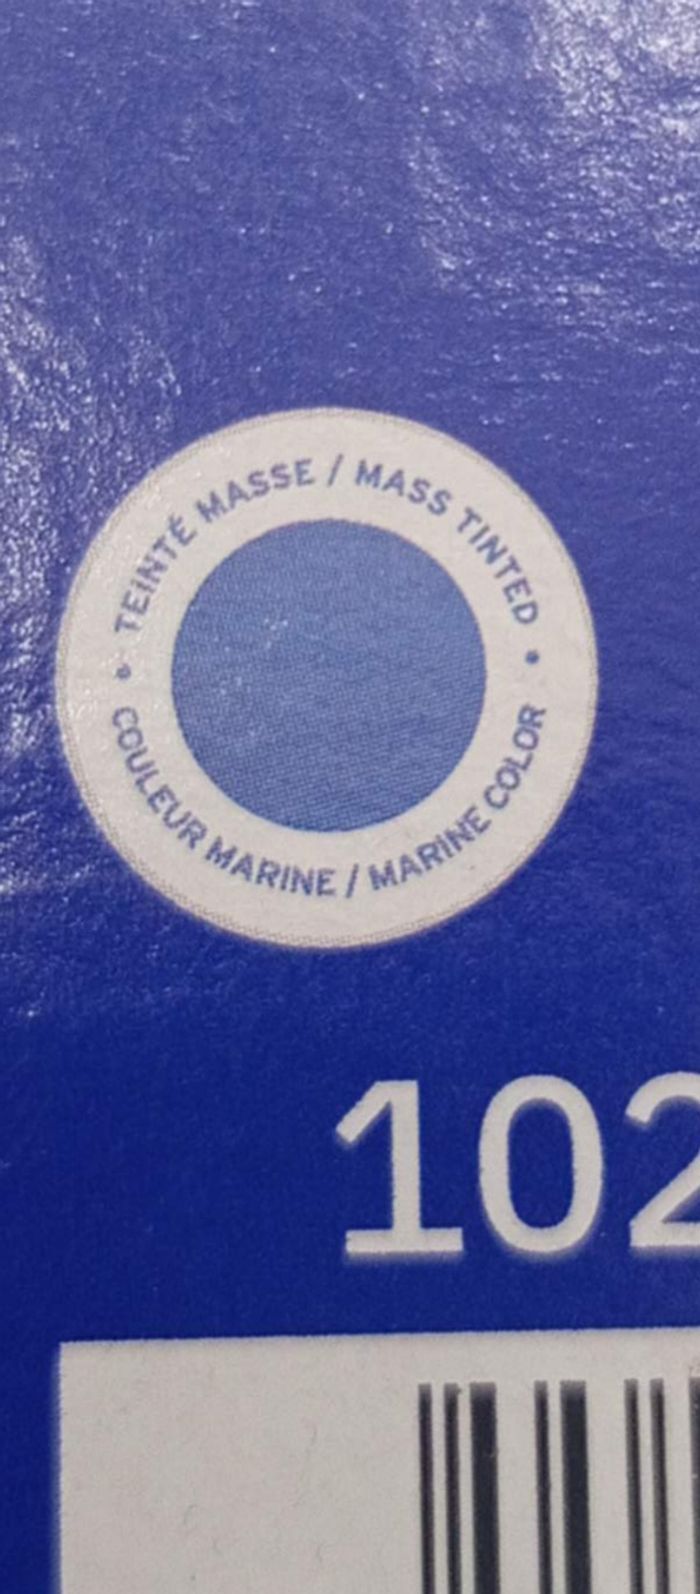 • TEINTÉ MASSE / MASS TINTED •
COULEUR MARINE / MARINE COLOR
102